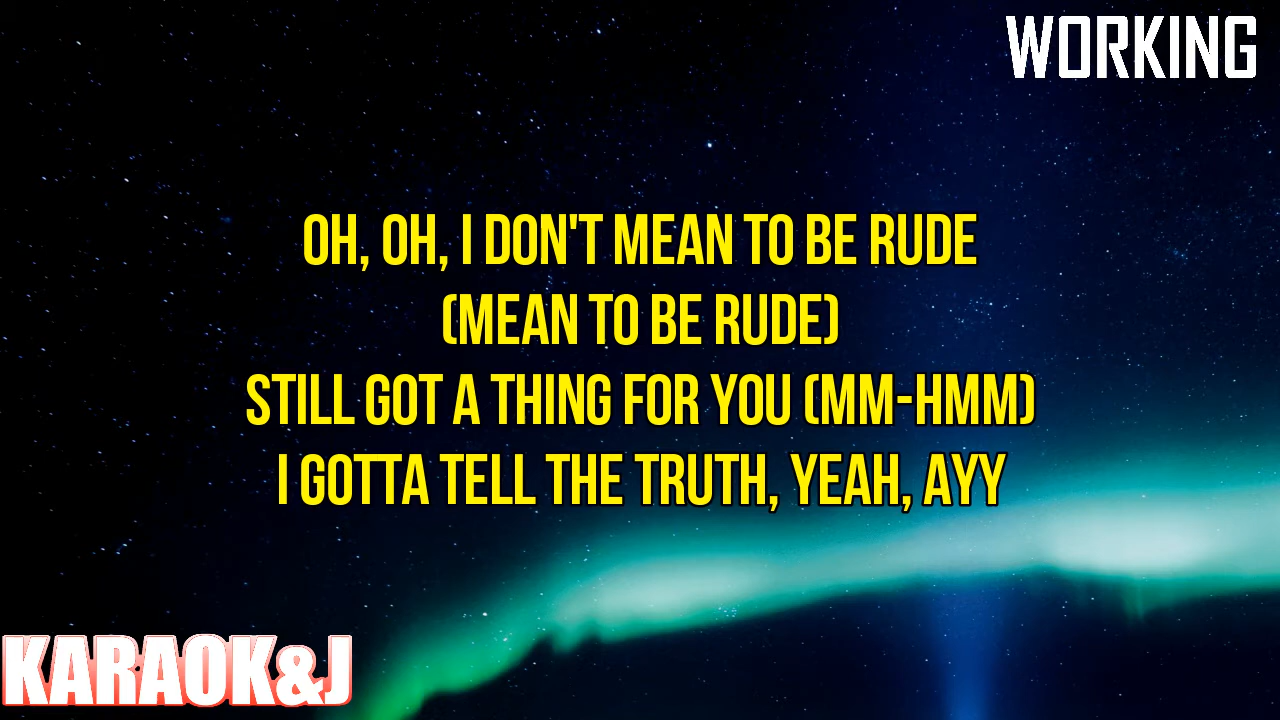 WORKING
OH, OH, I DON'T MEAN TO BE RUDE
(MEAN TO BE RUDE)
STILL GOT A THING FOR YOU (MM-HMM)
I GOTTA TELL THE TRUTH, YEAH, AYY
KARAOK&J